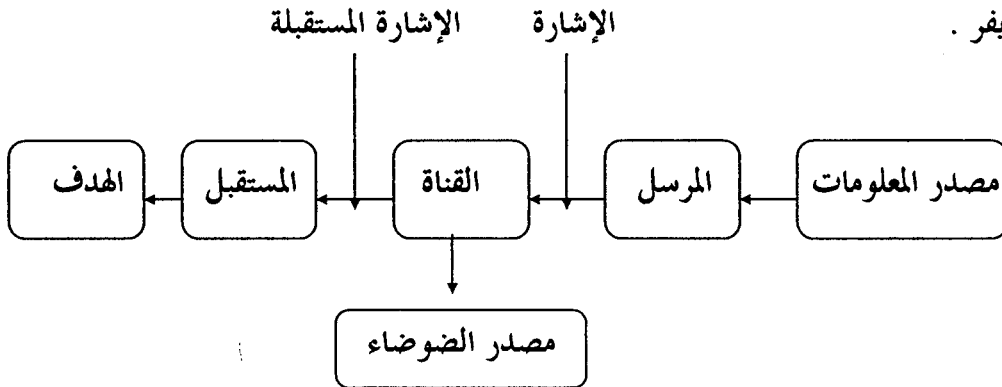 يفر .
الإشارة
الإشارة المستقبلة
مصدر المعلومات
المرسل
القناة
المستقبل
الهدف
مصدر الضوضاء